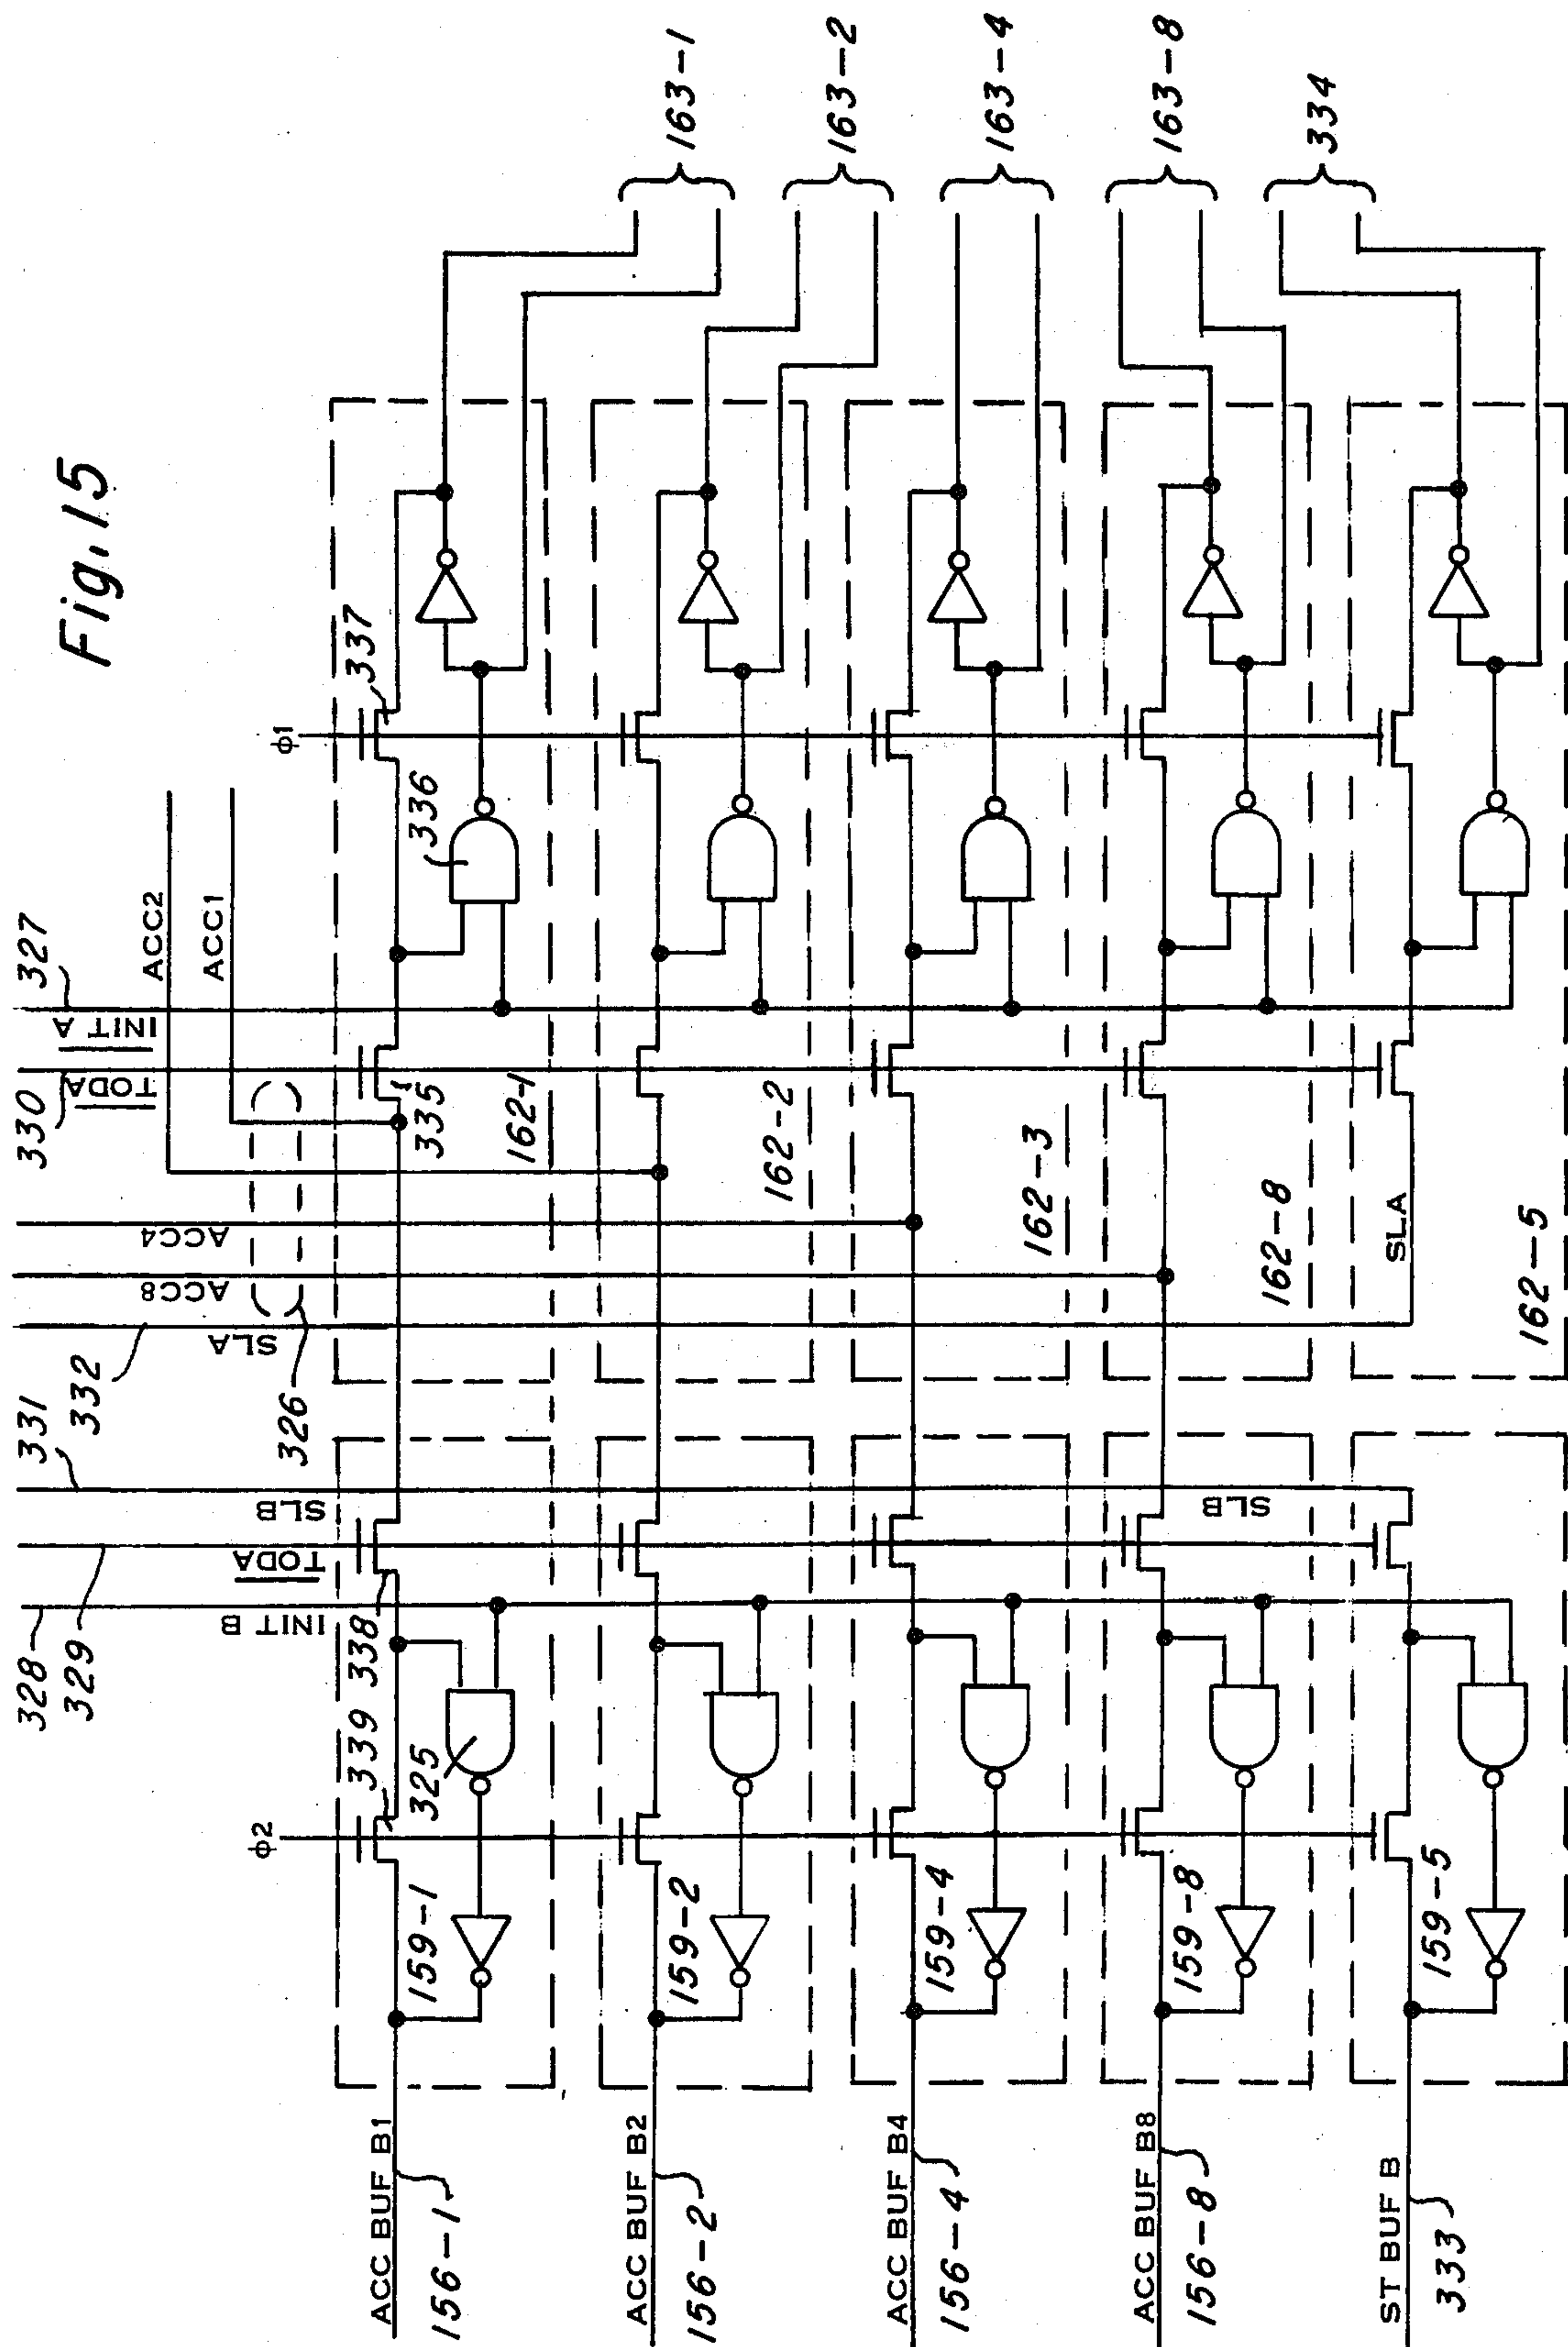 Fig. 15
328
329
331
332
330
327
INIT B
TODA
SLB
SLA
ACC8
ACC4
TODA
INIT A
ACC2
ACC1
326
φ2
φ1
339
338
335
337
325
336
159-1
162-1
ACC BUF B1
156-1
163-1
159-2
162-2
ACC BUF B2
156-2
163-2
159-4
162-3
ACC BUF B4
156-4
163-4
SLB
159-8
162-8
ACC BUF B8
156-8
163-8
SLA
159-5
162-5
ST BUF B
333
334